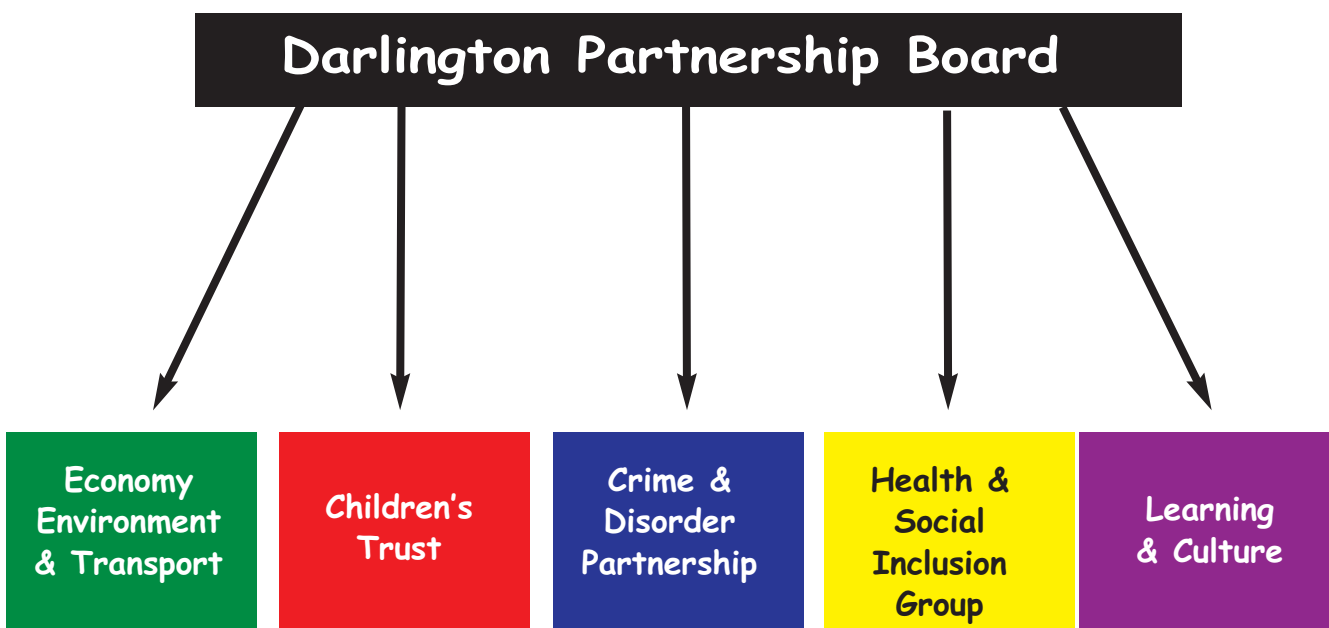 Darlington Partnership Board
Economy
Environment
& Transport
Children’s
Trust
Crime &
Disorder
Partnership
Health &
Social
Inclusion
Group
Learning
& Culture